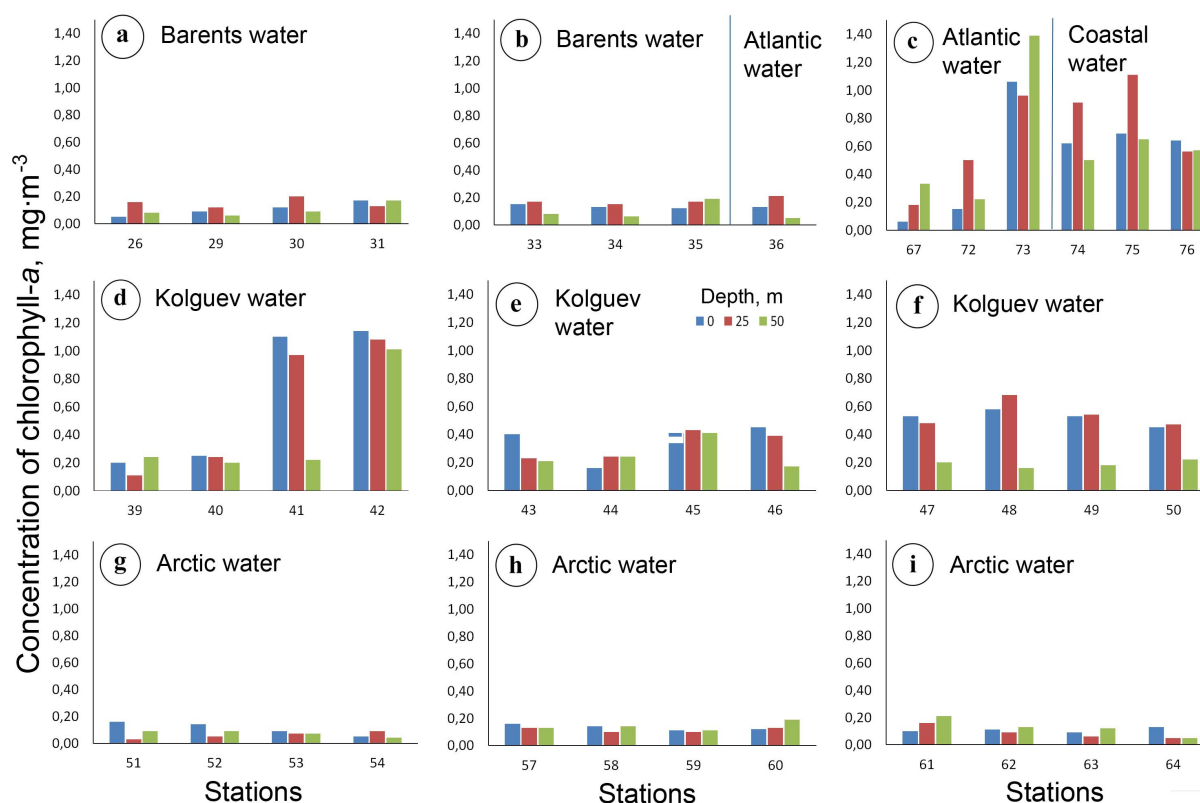 Concentration of chlorophyll-a, mg·m⁻³
a
Barents water
1,40
1,20
1,00
0,80
0,60
0,40
0,20
0,00
26 29 30 31
b
Barents water
Atlantic
water
1,40
1,20
1,00
0,80
0,60
0,40
0,20
0,00
33 34 35 36
c
Atlantic
water
Coastal
water
1,40
1,20
1,00
0,80
0,60
0,40
0,20
0,00
67 72 73 74 75 76
d
Kolguev water
1,40
1,20
1,00
0,80
0,60
0,40
0,20
0,00
39 40 41 42
e
Kolguev
water
Depth, m
0 25 50
1,40
1,20
1,00
0,80
0,60
0,40
0,20
0,00
43 44 45 46
f
Kolguev water
1,40
1,20
1,00
0,80
0,60
0,40
0,20
0,00
47 48 49 50
g
Arctic water
1,40
1,20
1,00
0,80
0,60
0,40
0,20
0,00
51 52 53 54
Stations
h
Arctic water
1,40
1,20
1,00
0,80
0,60
0,40
0,20
0,00
57 58 59 60
Stations
i
Arctic water
1,40
1,20
1,00
0,80
0,60
0,40
0,20
0,00
61 62 63 64
Stations